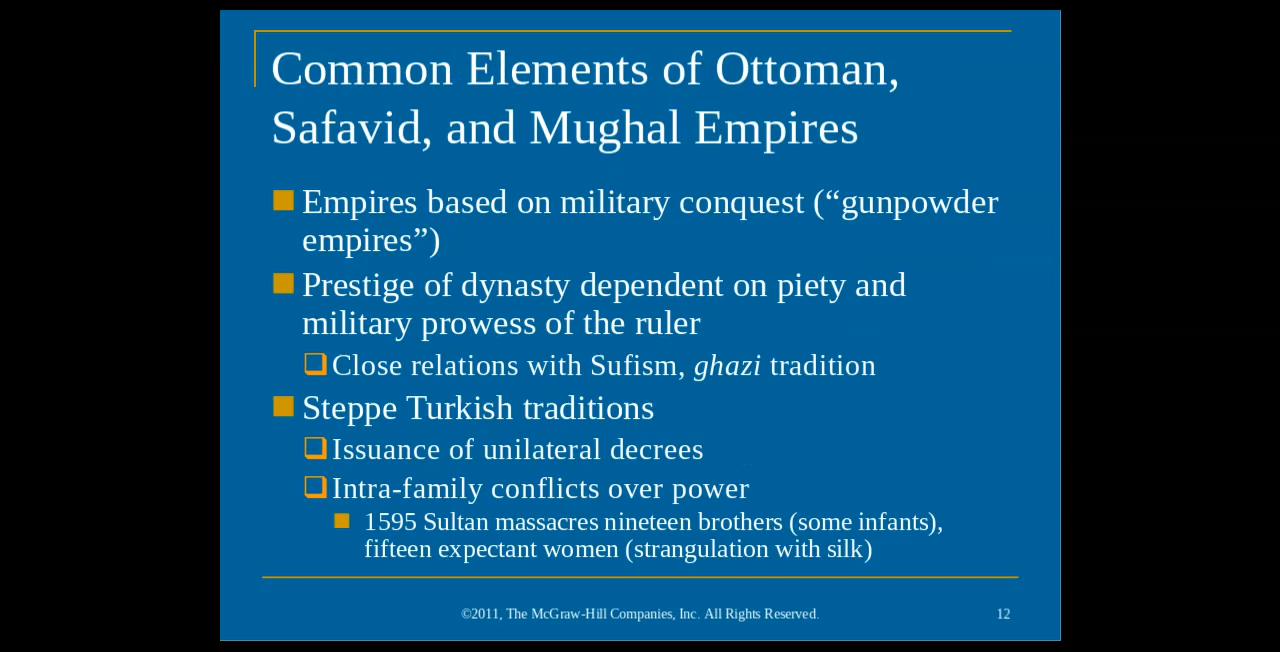 Common Elements of Ottoman,
Safavid, and Mughal Empires
Empires based on military conquest (“gunpowder
empires”)
Prestige of dynasty dependent on piety and
military prowess of the ruler
Close relations with Sufism, ghazi tradition
Steppe Turkish traditions
Issuance of unilateral decrees
Intra-family conflicts over power
1595 Sultan massacres nineteen brothers (some infants),
fifteen expectant women (strangulation with silk)
©2011, The McGraw-Hill Companies, Inc. All Rights Reserved.
12